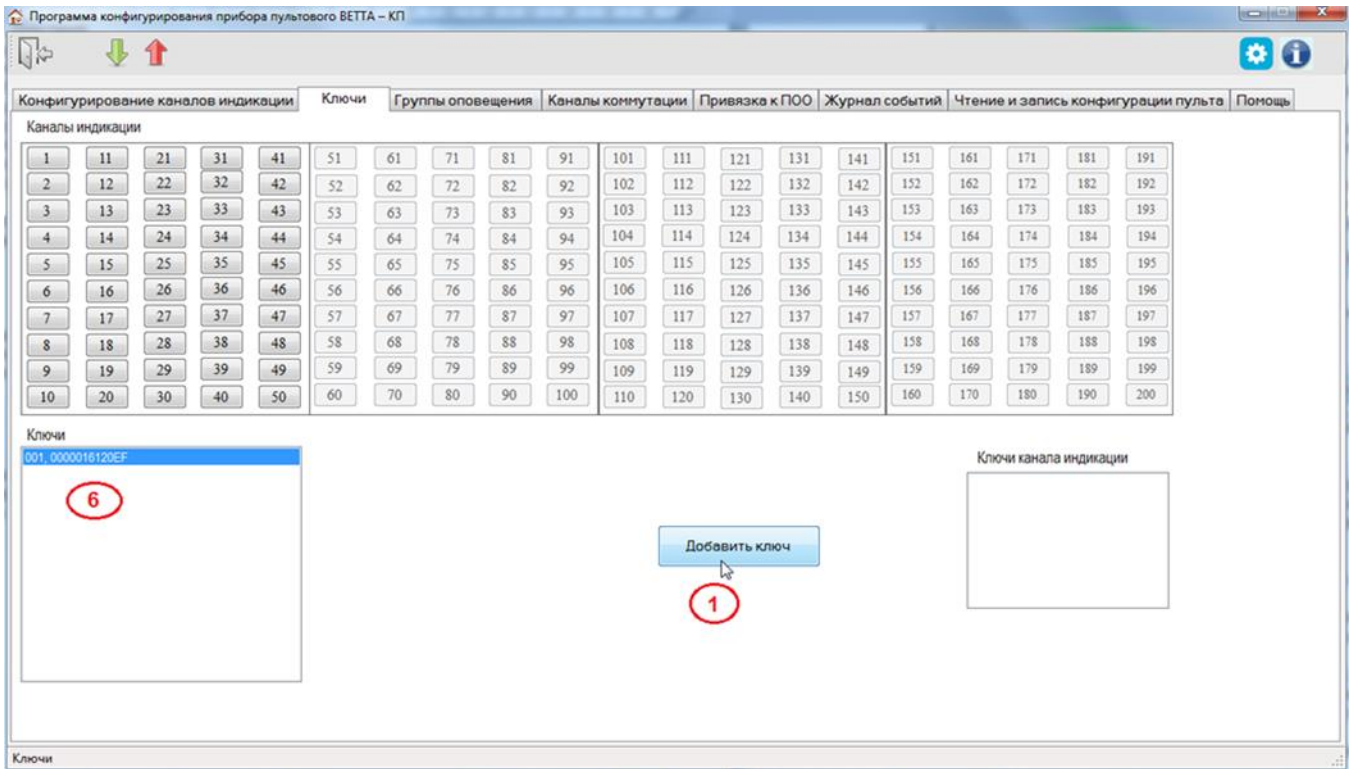 Программа конфигурирования прибора пультового ВЕТТА – КП
Конфигурирование каналов индикации Ключи Группы оповещения Каналы коммутации Привязка к ПОО Журнал событий Чтение и запись конфигурации пульта Помощь
Каналы индикации
1 11 21 31 41 51 61 71 81 91 101 111 121 131 141 151 161 171 181 191
2 12 22 32 42 52 62 72 82 92 102 112 122 132 142 152 162 172 182 192
3 13 23 33 43 53 63 73 83 93 103 113 123 133 143 153 163 173 183 193
4 14 24 34 44 54 64 74 84 94 104 114 124 134 144 154 164 174 184 194
5 15 25 35 45 55 65 75 85 95 105 115 125 135 145 155 165 175 185 195
6 16 26 36 46 56 66 76 86 96 106 116 126 136 146 156 166 176 186 196
7 17 27 37 47 57 67 77 87 97 107 117 127 137 147 157 167 177 187 197
8 18 28 38 48 58 68 78 88 98 108 118 128 138 148 158 168 178 188 198
9 19 29 39 49 59 69 79 89 99 109 119 129 139 149 159 169 179 189 199
10 20 30 40 50 60 70 80 90 100 110 120 130 140 150 160 170 180 190 200
Ключи
001, 0000016120EF
6
Добавить ключ
1
Ключи канала индикации
Ключи